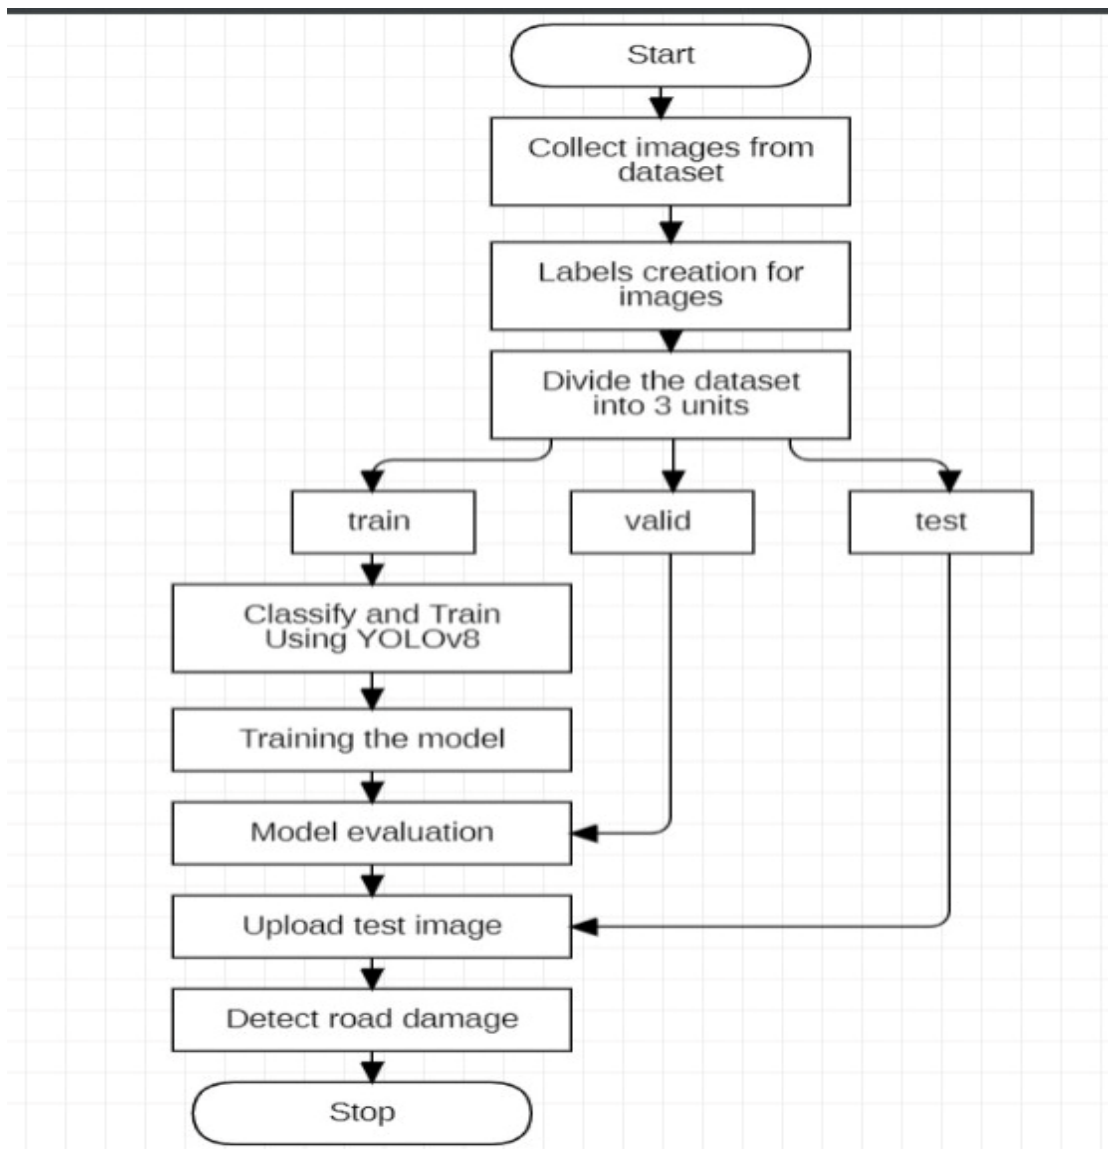 Start
Collect images from
dataset
Labels creation for
images
Divide the dataset
into 3 units
train
valid
test
Classify and Train
Using YOLOv8
Training the model
Model evaluation
Upload test image
Detect road damage
Stop